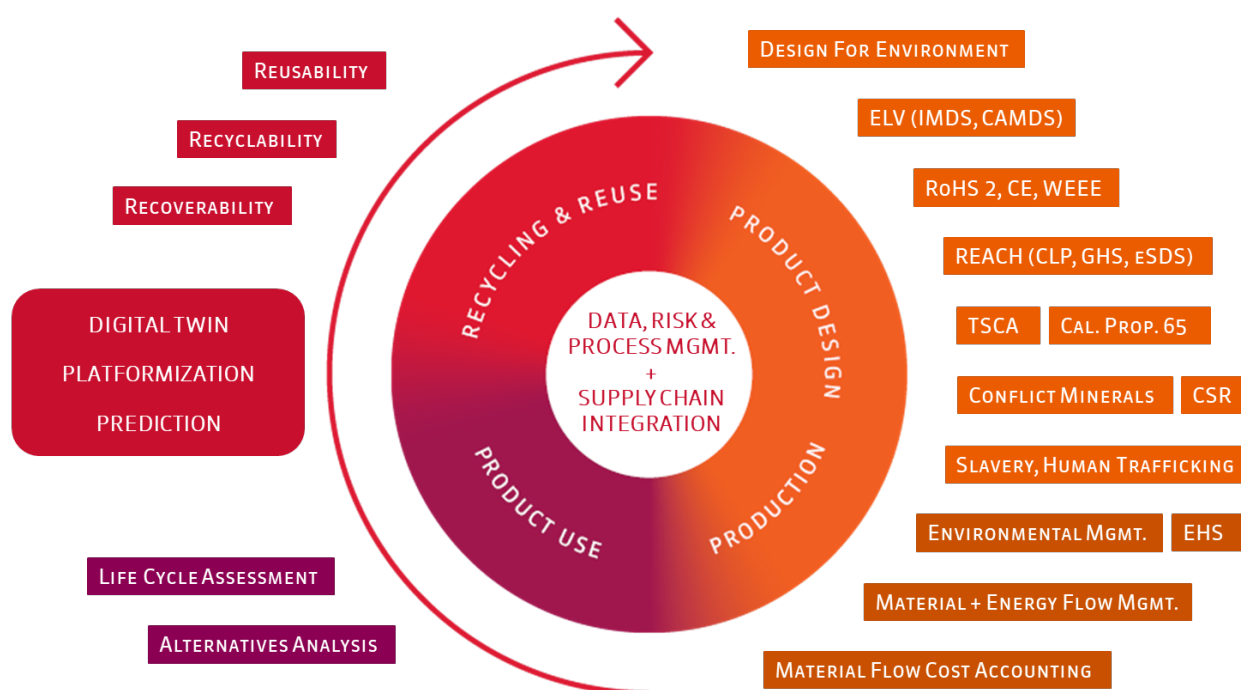 Reusability
Recyclability
Recoverability
DIGITAL TWIN
PLATFORMIZATION
PREDICTION
Life Cycle Assessment
Alternatives Analysis
RECYCLING & REUSE
PRODUCT DESIGN
PRODUCTION
PRODUCT USE
DATA, RISK &
PROCESS MGMT.
+
SUPPLY CHAIN
INTEGRATION
Design For Environment
ELV (IMDS, CAMDS)
RoHS 2, CE, WEEE
REACH (CLP, GHS, eSDS)
TSCA Cal. Prop. 65
Conflict Minerals CSR
Slavery, Human Trafficking
Environmental Mgmt. EHS
Material + Energy Flow Mgmt.
Material Flow Cost Accounting